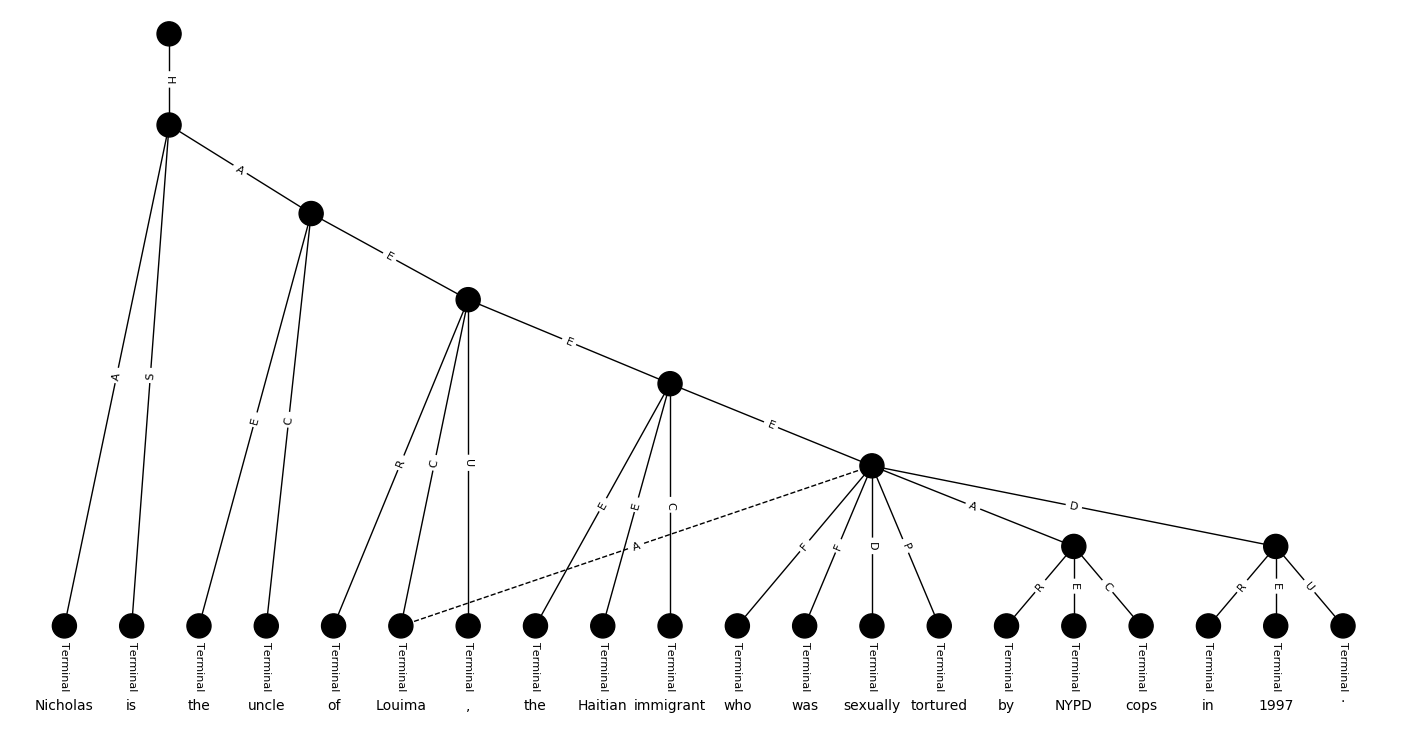 H
A
E
E
E
A S E C R C U E E C A F F D P A D
R E C R E U
Terminal Terminal Terminal Terminal Terminal Terminal Terminal Terminal Terminal Terminal Terminal Terminal Terminal Terminal Terminal Terminal Terminal Terminal Terminal Terminal
Nicholas is the uncle of Louima , the Haitian immigrant who was sexually tortured by NYPD cops in 1997 .